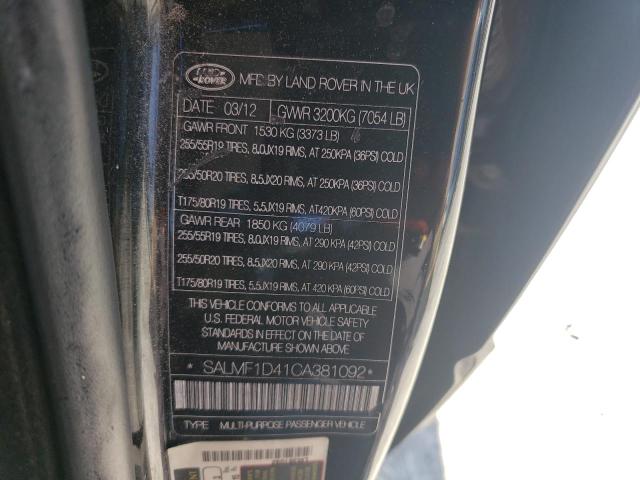 LAND ROVER
MFD BY LAND ROVER IN THE UK
DATE 03/12 GVWR 3200KG (7054 LB)
GAWR FRONT 1530 KG (3373 LB)
255/55R19 TIRES, 8.0JX19 RIMS, AT 250KPA (36PSI) COLD
255/50R20 TIRES, 8.5JX20 RIMS, AT 250KPA (36PSI) COLD
T175/80R19 TIRES, 5.5JX19 RIMS, AT420KPA (60PSI) COLD
GAWR REAR 1850 KG (4079 LB)
255/55R19 TIRES, 8.0JX19 RIMS, AT 290 KPA (42PSI) COLD
255/50R20 TIRES, 8.5JX20 RIMS, AT 290 KPA (42PSI) COLD
T175/80R19 TIRES, 5.5JX19 RIMS, AT 420 KPA (60PSI) COLD
THIS VEHICLE CONFORMS TO ALL APPLICABLE
U.S. FEDERAL MOTOR VEHICLE SAFETY
STANDARDS IN EFFECT ON THE DATE OF
MANUFACTURE SHOWN ABOVE
*SALMF1D41CA381092*
TYPE MULTI-PURPOSE PASSENGER VEHICLE